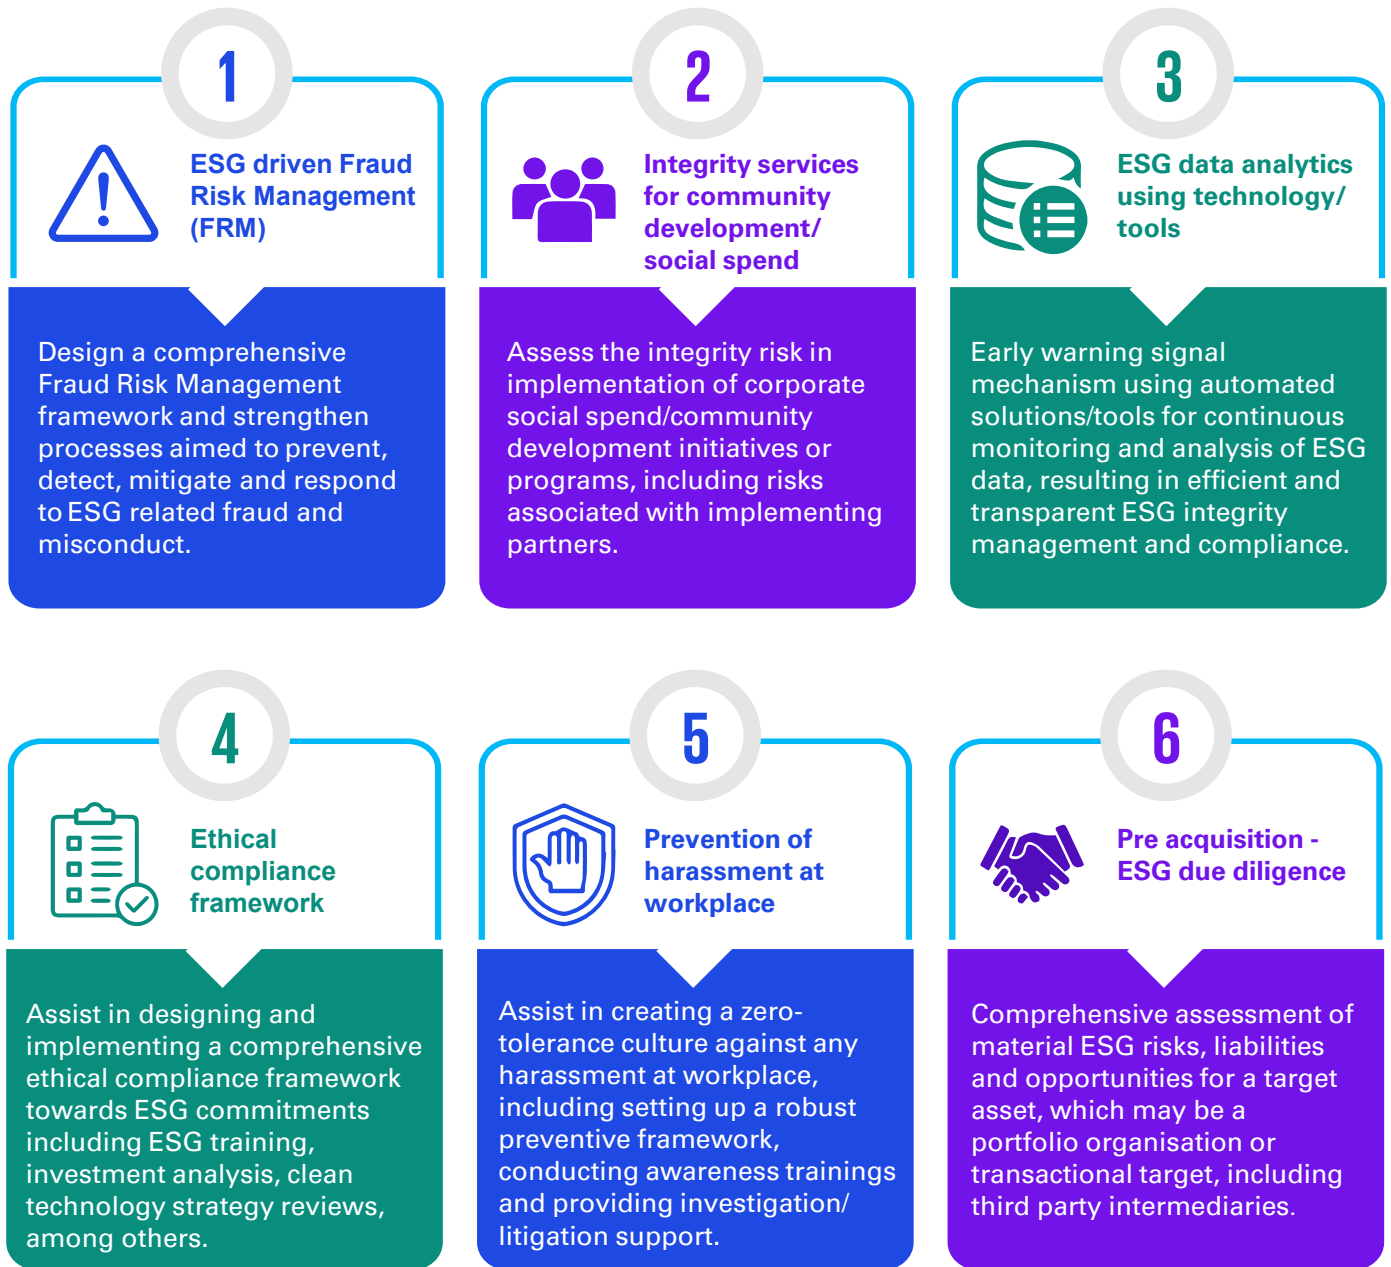 1
ESG driven Fraud
Risk Management
(FRM)
Design a comprehensive
Fraud Risk Management
framework and strengthen
processes aimed to prevent,
detect, mitigate and respond
to ESG related fraud and
misconduct.
2
Integrity services
for community
development/
social spend
Assess the integrity risk in
implementation of corporate
social spend/community
development initiatives or
programs, including risks
associated with implementing
partners.
3
ESG data analytics
using technology/
tools
Early warning signal
mechanism using automated
solutions/tools for continuous
monitoring and analysis of ESG
data, resulting in efficient and
transparent ESG integrity
management and compliance.
4
Ethical
compliance
framework
Assist in designing and
implementing a comprehensive
ethical compliance framework
towards ESG commitments
including ESG training,
investment analysis, clean
technology strategy reviews,
among others.
5
Prevention of
harassment at
workplace
Assist in creating a zero-
tolerance culture against any
harassment at workplace,
including setting up a robust
preventive framework,
conducting awareness trainings
and providing investigation/
litigation support.
6
Pre acquisition -
ESG due diligence
Comprehensive assessment of
material ESG risks, liabilities
and opportunities for a target
asset, which may be a
portfolio organisation or
transactional target, including
third party intermediaries.